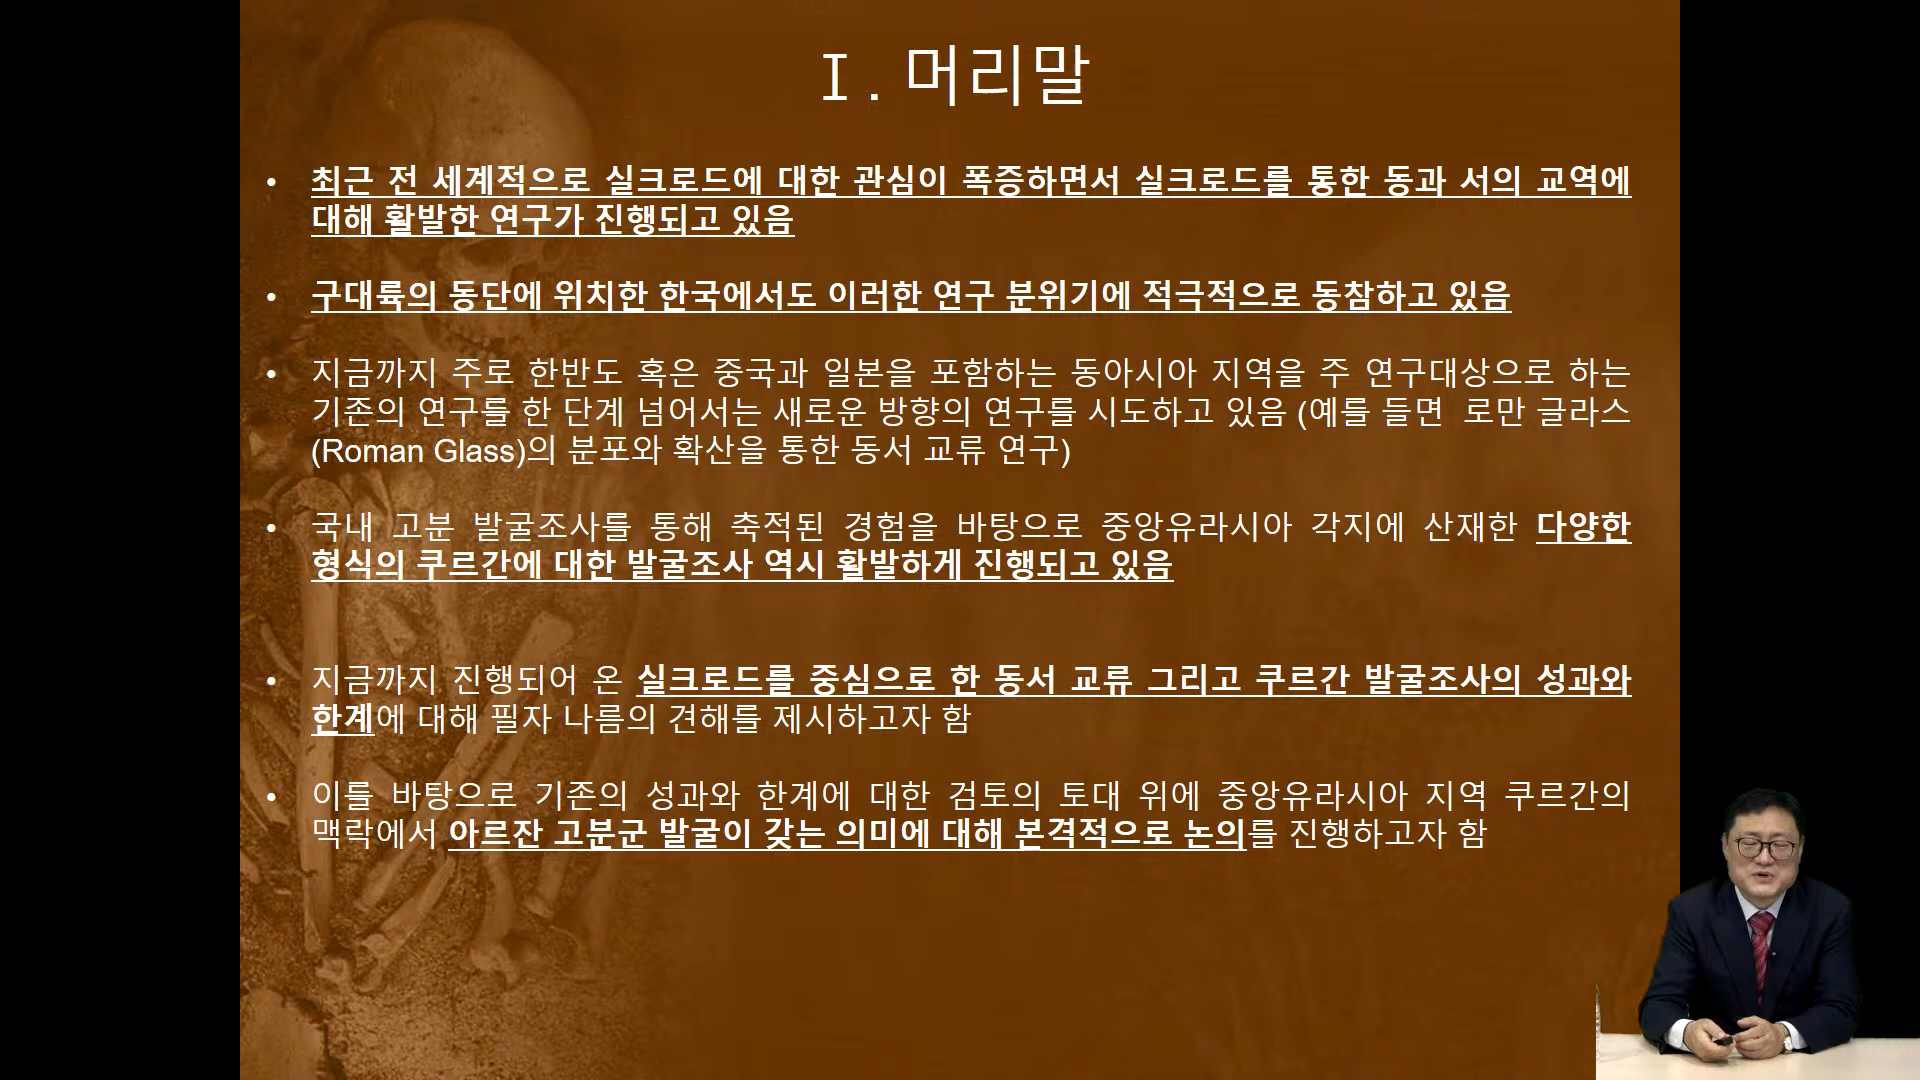 Ⅰ. 머리말
• 최근 전 세계적으로 실크로드에 대한 관심이 폭증하면서 실크로드를 통한 동과 서의 교역에
대해 활발한 연구가 진행되고 있음
• 구대륙의 동단에 위치한 한국에서도 이러한 연구 분위기에 적극적으로 동참하고 있음
• 지금까지 주로 한반도 혹은 중국과 일본을 포함하는 동아시아 지역을 주 연구대상으로 하는
기존의 연구를 한 단계 넘어서는 새로운 방향의 연구를 시도하고 있음 (예를 들면 로만 글라스
(Roman Glass)의 분포와 확산을 통한 동서 교류 연구)
• 국내 고분 발굴조사를 통해 축적된 경험을 바탕으로 중앙유라시아 각지에 산재한 다양한
형식의 쿠르간에 대한 발굴조사 역시 활발하게 진행되고 있음
• 지금까지 진행되어 온 실크로드를 중심으로 한 동서 교류 그리고 쿠르간 발굴조사의 성과와
한계에 대해 필자 나름의 견해를 제시하고자 함
• 이를 바탕으로 기존의 성과와 한계에 대한 검토의 토대 위에 중앙유라시아 지역 쿠르간의
맥락에서 아르잔 고분군 발굴이 갖는 의미에 대해 본격적으로 논의를 진행하고자 함